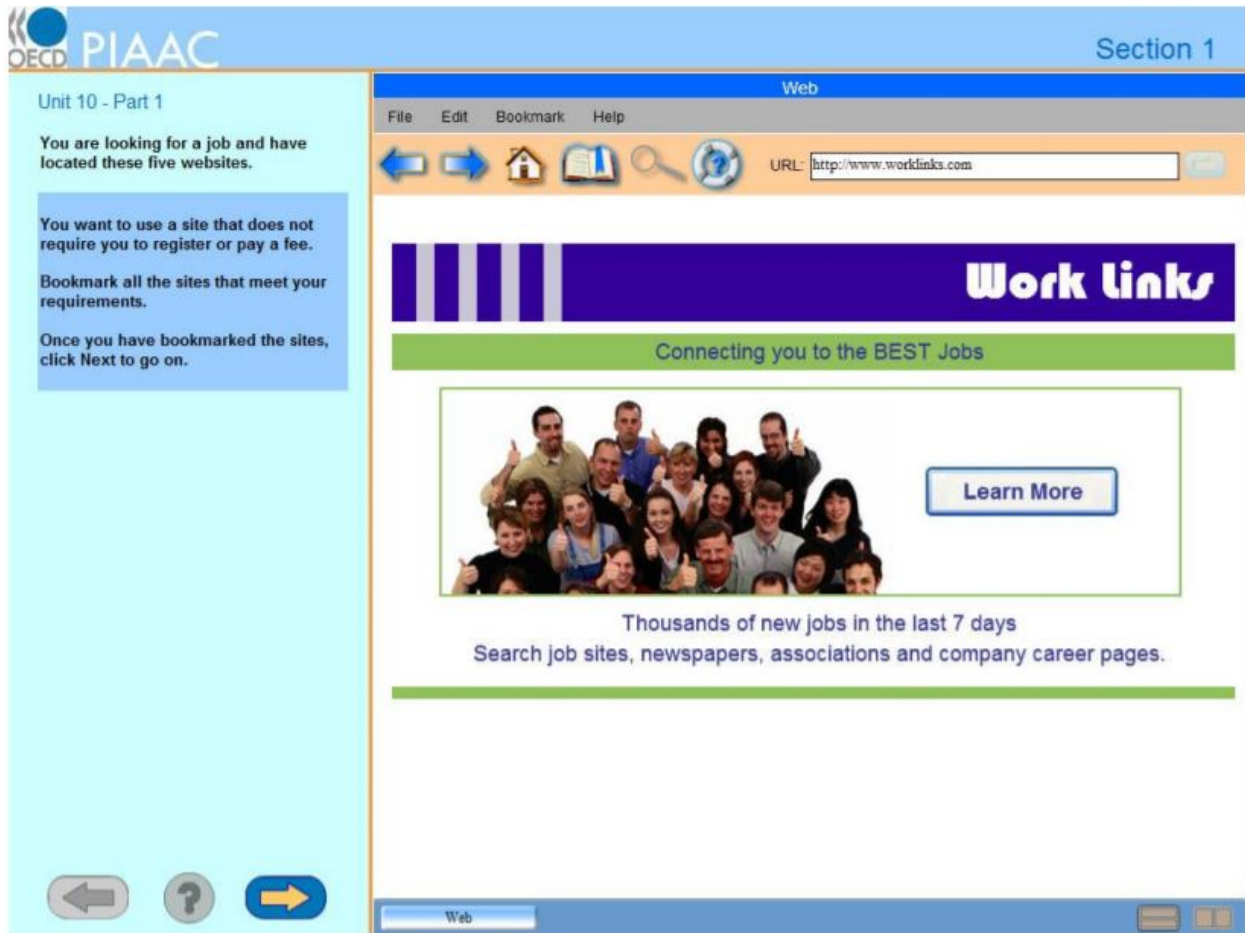 OECD PIAAC
Section 1
Unit 10 - Part 1
You are looking for a job and have
located these five websites.
You want to use a site that does not
require you to register or pay a fee.
Bookmark all the sites that meet your
requirements.
Once you have bookmarked the sites,
click Next to go on.
Web
File Edit Bookmark Help
? URL: http://www.worklinks.com
Work Links
Connecting you to the BEST Jobs
Learn More
Thousands of new jobs in the last 7 days
Search job sites, newspapers, associations and company career pages.
?
Web